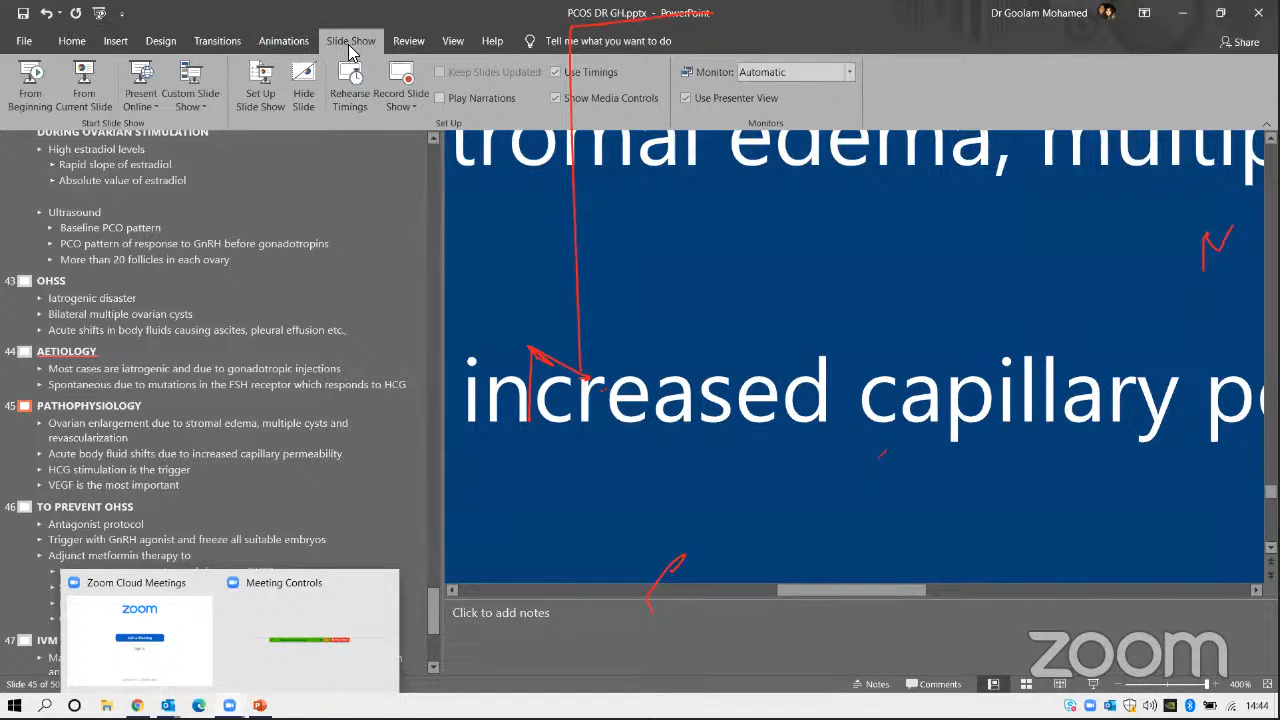 PCOS DR GH.pptx - PowerPoint
Dr Goolam Mohamed
File Home Insert Design Transitions Animations Slide Show Review View Help Tell me what you want to do
Share
From Beginning
From Current Slide
Present Online
Custom Slide Show
Set Up Slide Show
Hide Slide
Rehearse Timings
Record Slide Show
Keep Slides Updated
Play Narrations
Use Timings
Show Media Controls
Monitor: Automatic
Use Presenter View
Start Slide Show
Set Up
Monitors
DURING OVARIAN STIMULATION
High estradiol levels
Rapid slope of estradiol
Absolute value of estradiol
Ultrasound
Baseline PCO pattern
PCO pattern of response to GnRH before gonadotropins
More than 20 follicles in each ovary
43 OHSS
Iatrogenic disaster
Bilateral multiple ovarian cysts
Acute shifts in body fluids causing ascites, pleural effusion etc.,
44 AETIOLOGY
Most cases are iatrogenic and due to gonadotropic injections
Spontaneous due to mutations in the FSH receptor which responds to HCG
45 PATHOPHYSIOLOGY
Ovarian enlargement due to stromal edema, multiple cysts and
revascularization
Acute body fluid shifts due to increased capillary permeability
HCG stimulation is the trigger
VEGF is the most important
46 TO PREVENT OHSS
Antagonist protocol
Trigger with GnRH agonist and freeze all suitable embryos
Adjunct metformin therapy to
47 IVM
tromal edema, multip
increased capillary pe
Click to add notes
Zoom Cloud Meetings
Meeting Controls
zoom
Slide 45 of 50
Notes
Comments
400%
14:44
zoom